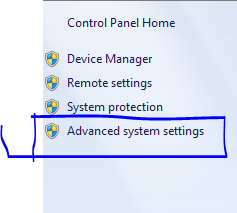 Control Panel Home
Device Manager
Remote settings
System protection
Advanced system settings